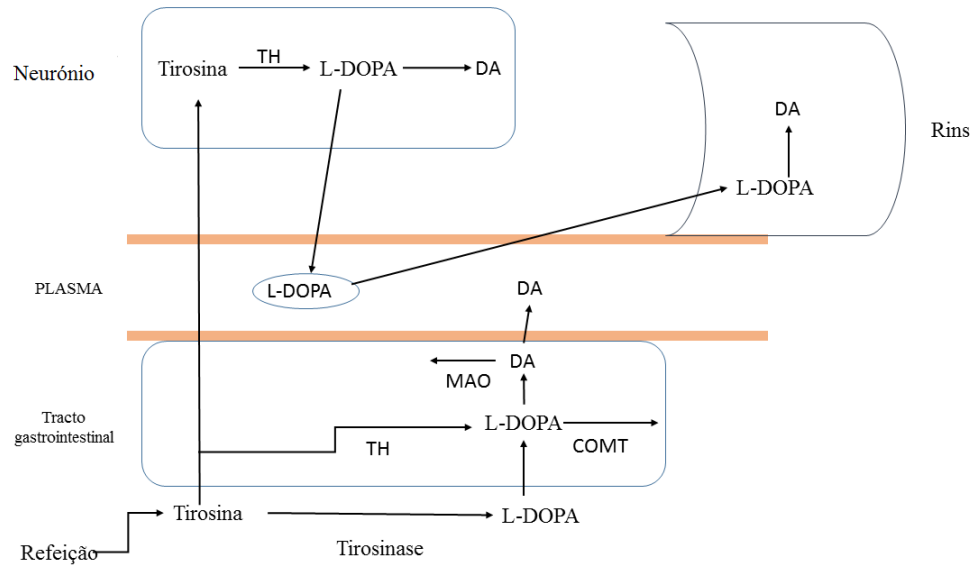 Neurónio
Tirosina
TH
L-DOPA
DA
DA
L-DOPA
Rins
PLASMA
L-DOPA
DA
DA
MAO
Tracto
gastrointestinal
L-DOPA
TH
COMT
Tirosina
L-DOPA
Refeição
Tirosinase